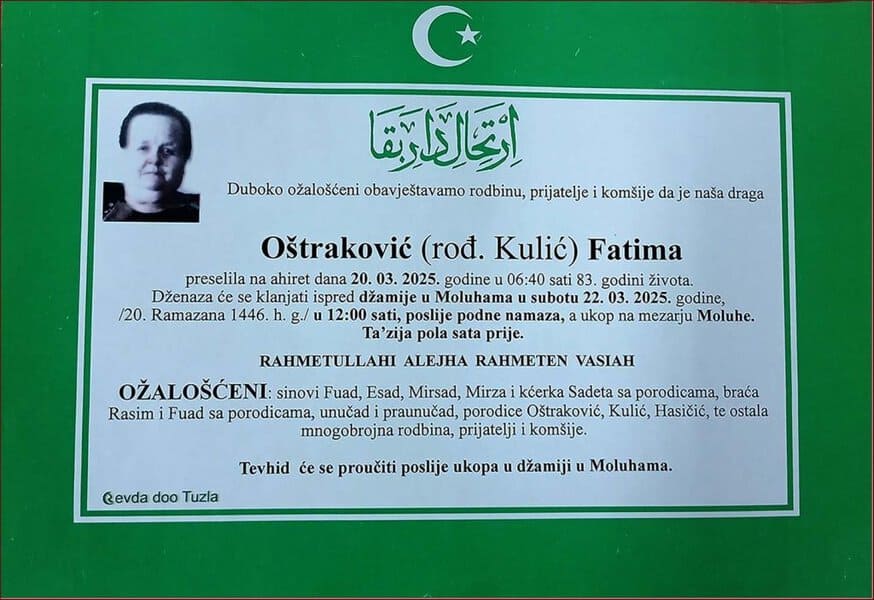 اِرْتِحَالِ دَارِ بَقَا
Duboko ožalošćeni obavještavamo rodbinu, prijatelje i komšije da je naša draga
Oštraković (rođ. Kulić) Fatima
preselila na ahiret dana 20. 03. 2025. godine u 06:40 sati 83. godini života.
Dženaza će se klanjati ispred džamije u Moluhama u subotu 22. 03. 2025. godine,
/20. Ramazana 1446. h. g./ u 12:00 sati, poslije podne namaza, a ukop na mezarju Moluhe.
Ta'zija pola sata prije.
RAHMETULLAHI ALEJHA RAHMETEN VASIAH
OŽALOŠĆENI: sinovi Fuad, Esad, Mirsad, Mirza i kćerka Sadeta sa porodicama, braća
Rasim i Fuad sa porodicama, unučad i praunučad, porodice Oštraković, Kulić, Hasičić, te ostala
mnogobrojna rodbina, prijatelji i komšije.
Tevhid će se proučiti poslije ukopa u džamiji u Moluhama.
evda doo Tuzla